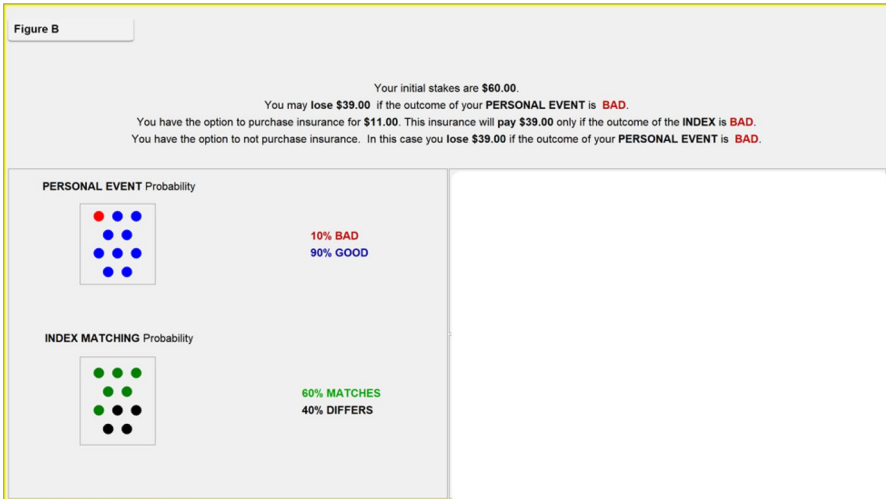 Figure B
Your initial stakes are $60.00.
You may lose $39.00 if the outcome of your PERSONAL EVENT is BAD.
You have the option to purchase insurance for $11.00. This insurance will pay $39.00 only if the outcome of the INDEX is BAD.
You have the option to not purchase insurance. In this case you lose $39.00 if the outcome of your PERSONAL EVENT is BAD.
PERSONAL EVENT Probability
10% BAD
90% GOOD
INDEX MATCHING Probability
60% MATCHES
40% DIFFERS